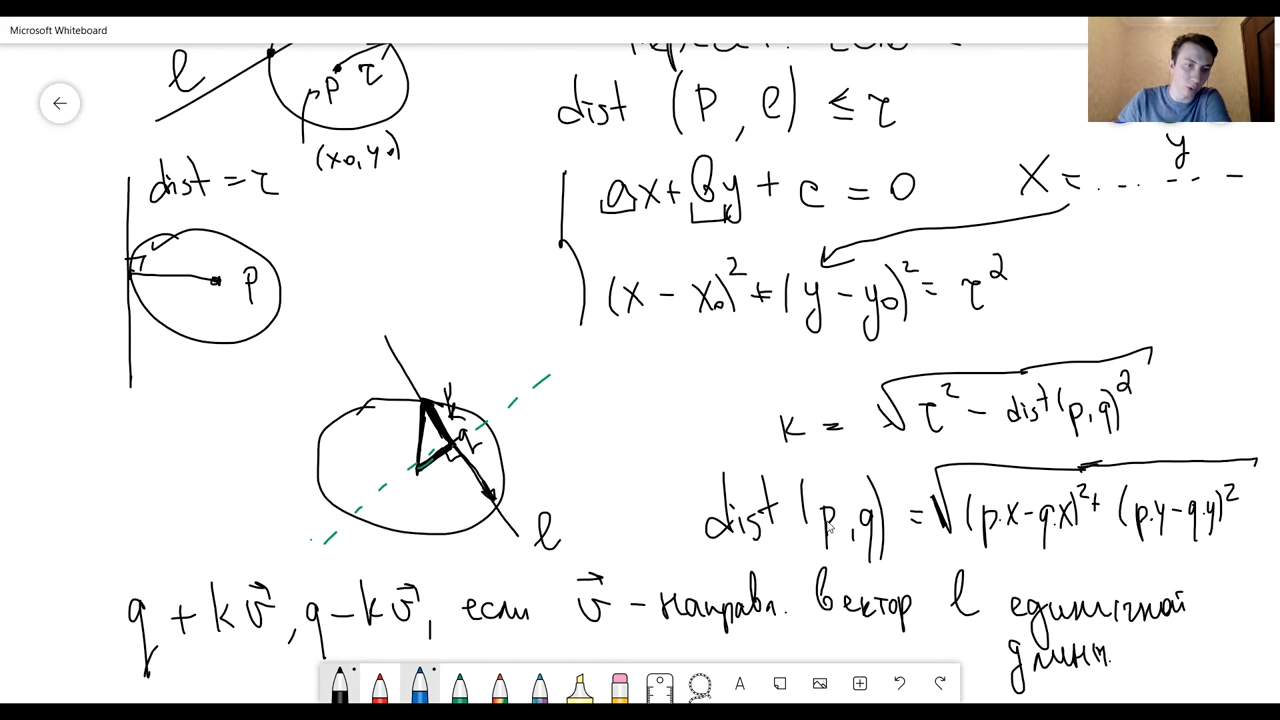 Microsoft Whiteboard
l
p r
(x0, y0)
dist (p, l) ≤ r
dist = r
ax + by + c = 0
x = ... y ...
p
(x - x0)² + (y - y0)² = r²
k
q
k = √(r² - dist(p, q)²)
l
dist (p, q) = √((p.x - q.x)² + (p.y - q.y)²)
q + kv⃗, q - kv⃗, если v⃗ - направл. вектор l единичной
длины.
A